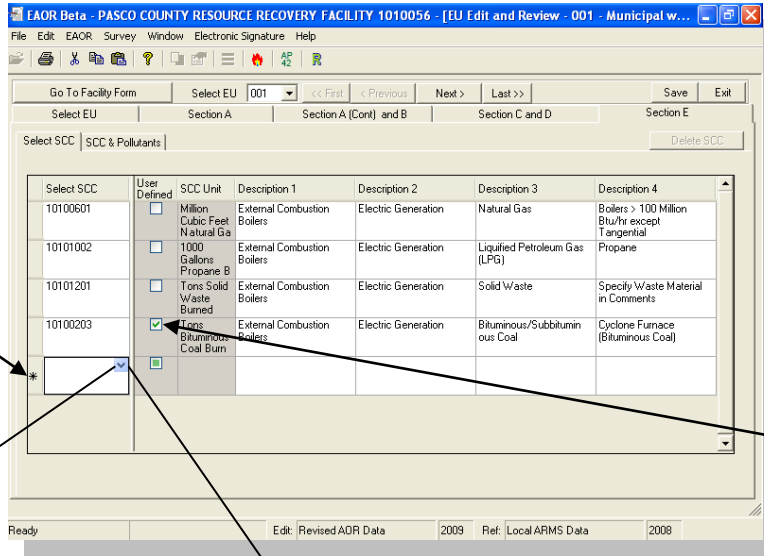 EAOR Beta - PASCO COUNTY RESOURCE RECOVERY FACILITY 1010056 - [EU Edit and Review - 001 - Municipal w...
File Edit EAOR Survey Window Electronic Signature Help
AP
42
Go To Facility Form Select EU 001 << First < Previous Next > Last >> Save Exit
Select EU Section A Section A (Cont) and B Section C and D Section E
Select SCC SCC & Pollutants Delete SCC
Select SCC User Defined SCC Unit Description 1 Description 2 Description 3 Description 4
10100601 Million External Combustion Electric Generation Natural Gas Boilers > 100 Million
Cubic Feet Boilers Btu/hr except
Natural Ga Tangential
10101002 1000 External Combustion Electric Generation Liquified Petroleum Gas Propane
Gallons Boilers (LPG)
Propane B
10101201 Tons Solid External Combustion Electric Generation Solid Waste Specify Waste Material
Waste Boilers in Comments
Burned
10100203 Tons External Combustion Electric Generation Bituminous/Subbitumin Cyclone Furnace
Bituminous Boilers ous Coal (Bituminous Coal)
Coal Burn
*
Ready Edit: Revised AOR Data 2009 Ref: Local ARMS Data 2008